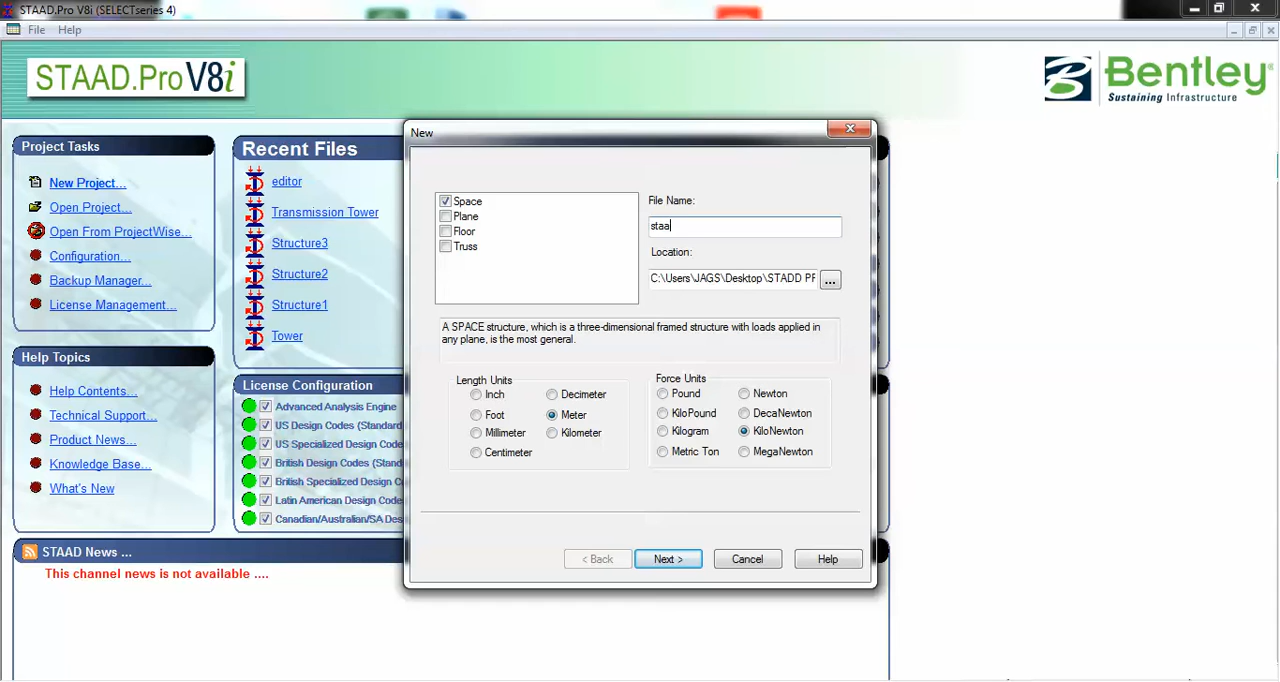 STAAD.Pro V8i (SELECTseries 4)
File Help
STAAD.Pro V8i
Bentley®
Sustaining Infrastructure
Project Tasks
New Project...
Open Project...
Open From ProjectWise...
Configuration...
Backup Manager...
License Management...
Help Topics
Help Contents...
Technical Support...
Product News...
Knowledge Base...
What's New
Recent Files
editor
Transmission Tower
Structure3
Structure2
Structure1
Tower
License Configuration
Advanced Analysis Engine
US Design Codes (Standard
US Specialized Design Code
British Design Codes (Stand
British Specialized Design C
Latin American Design Code
Canadian/Australian/SA Des
STAAD News ...
This channel news is not available ....
New
Space
Plane
Floor
Truss
File Name:
staa
Location:
C:\Users\JAGS\Desktop\STADD PF
...
A SPACE structure, which is a three-dimensional framed structure with loads applied in
any plane, is the most general.
Length Units
Inch Decimeter
Foot Meter
Millimeter Kilometer
Centimeter
Force Units
Pound Newton
KiloPound DecaNewton
Kilogram KiloNewton
Metric Ton MegaNewton
< Back Next > Cancel Help